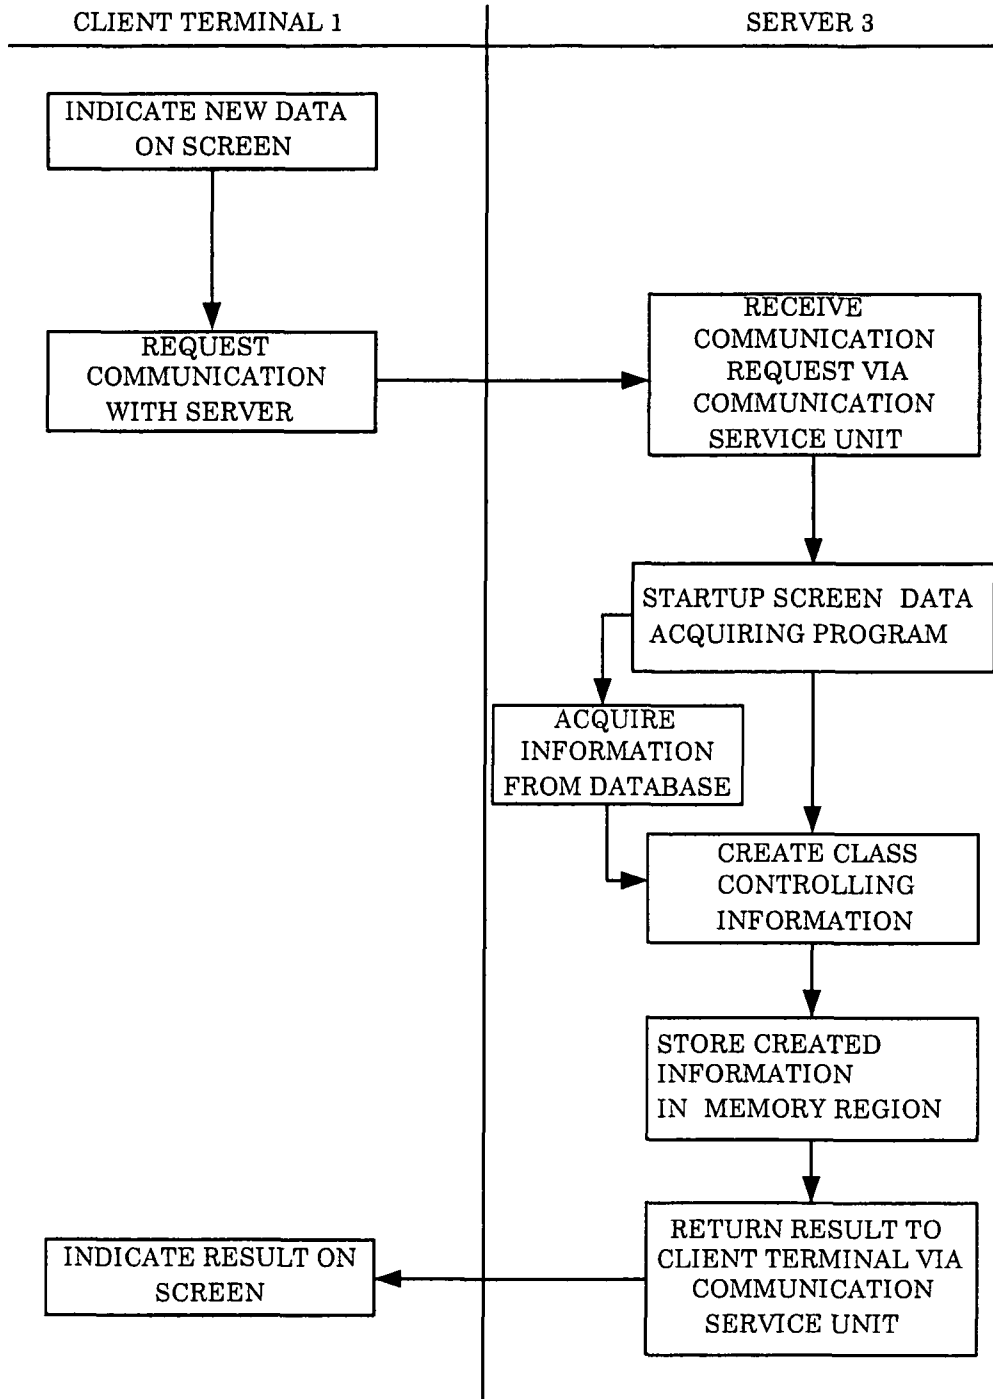 CLIENT TERMINAL 1
SERVER 3
INDICATE NEW DATA
ON SCREEN
REQUEST
COMMUNICATION
WITH SERVER
RECEIVE
COMMUNICATION
REQUEST VIA
COMMUNICATION
SERVICE UNIT
STARTUP SCREEN DATA
ACQUIRING PROGRAM
ACQUIRE
INFORMATION
FROM DATABASE
CREATE CLASS
CONTROLLING
INFORMATION
STORE CREATED
INFORMATION
IN MEMORY REGION
RETURN RESULT TO
CLIENT TERMINAL VIA
COMMUNICATION
SERVICE UNIT
INDICATE RESULT ON
SCREEN